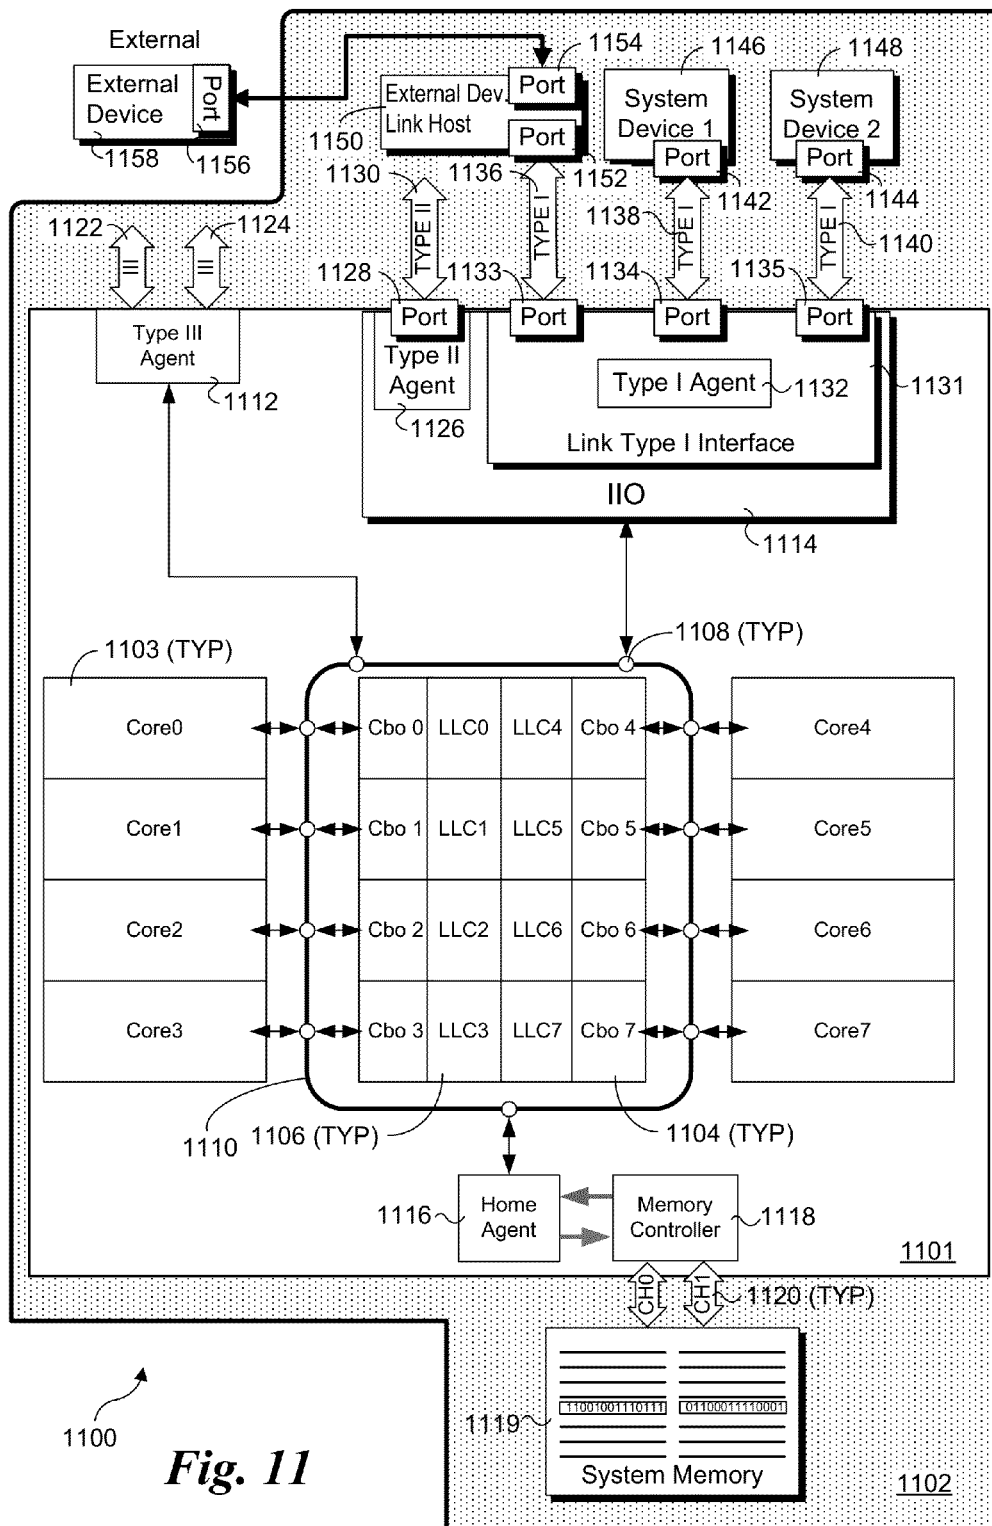 External
External
Device
Port
1158
1156
1154
Port
External Dev.
Link Host
1150
Port
1152
1146
System
Device 1
Port
1142
1148
System
Device 2
Port
1144
1122
III
1124
III
1130
TYPE II
1136
TYPE I
1138
TYPE I
TYPE I
1140
1128
1133
1134
1135
Port
Port
Port
Port
Type III
Agent
1112
Type II
Agent
1126
Type I Agent
1132
1131
Link Type I Interface
IIO
1114
1103 (TYP)
1108 (TYP)
Core0
Cbo 0
LLC0
LLC4
Cbo 4
Core4
Core1
Cbo 1
LLC1
LLC5
Cbo 5
Core5
Core2
Cbo 2
LLC2
LLC6
Cbo 6
Core6
Core3
Cbo 3
LLC3
LLC7
Cbo 7
Core7
1110
1106 (TYP)
1104 (TYP)
1116
Home
Agent
Memory
Controller
1118
1101
CH0
CH1
1120 (TYP)
11001001110111
01100011110001
1119
System Memory
1100
Fig. 11
1102